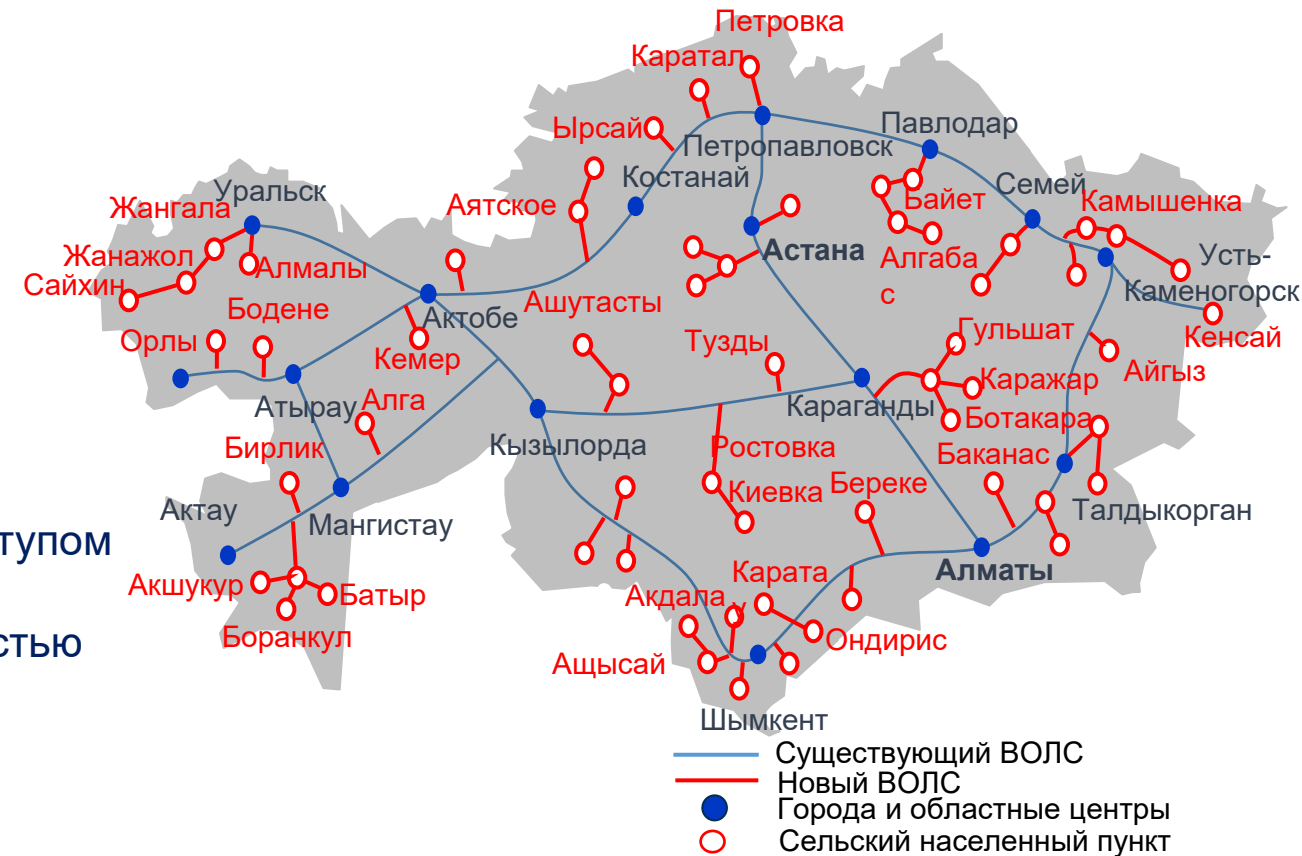 Петровка
Каратал
Ырсай
Петропавловск
Павлодар
Костанай
Семей
Уральск
Жангала
Аятское
Байет
Камышенка
Жанажол
Алмалы
Астана
Алгаба
с
Усть-
Каменогорск
Сайхин
Бодене
Ашутасты
Актобе
Орлы
Кемер
Тузды
Гульшат
Кенсай
Айгыз
Каражар
Атырау
Алга
Караганды
Ботакара
Бирлик
Кызылорда
Ростовка
Баканас
Киевка
Береке
Актау
Мангистау
Талдыкорган
тупом
Алматы
Акшукур
Батыр
Карата
у
Акдала
Боранкул
стью
Ондирис
Ащысай
Шымкент
Существующий ВОЛС
Новый ВОЛС
Города и областные центры
Сельский населенный пункт